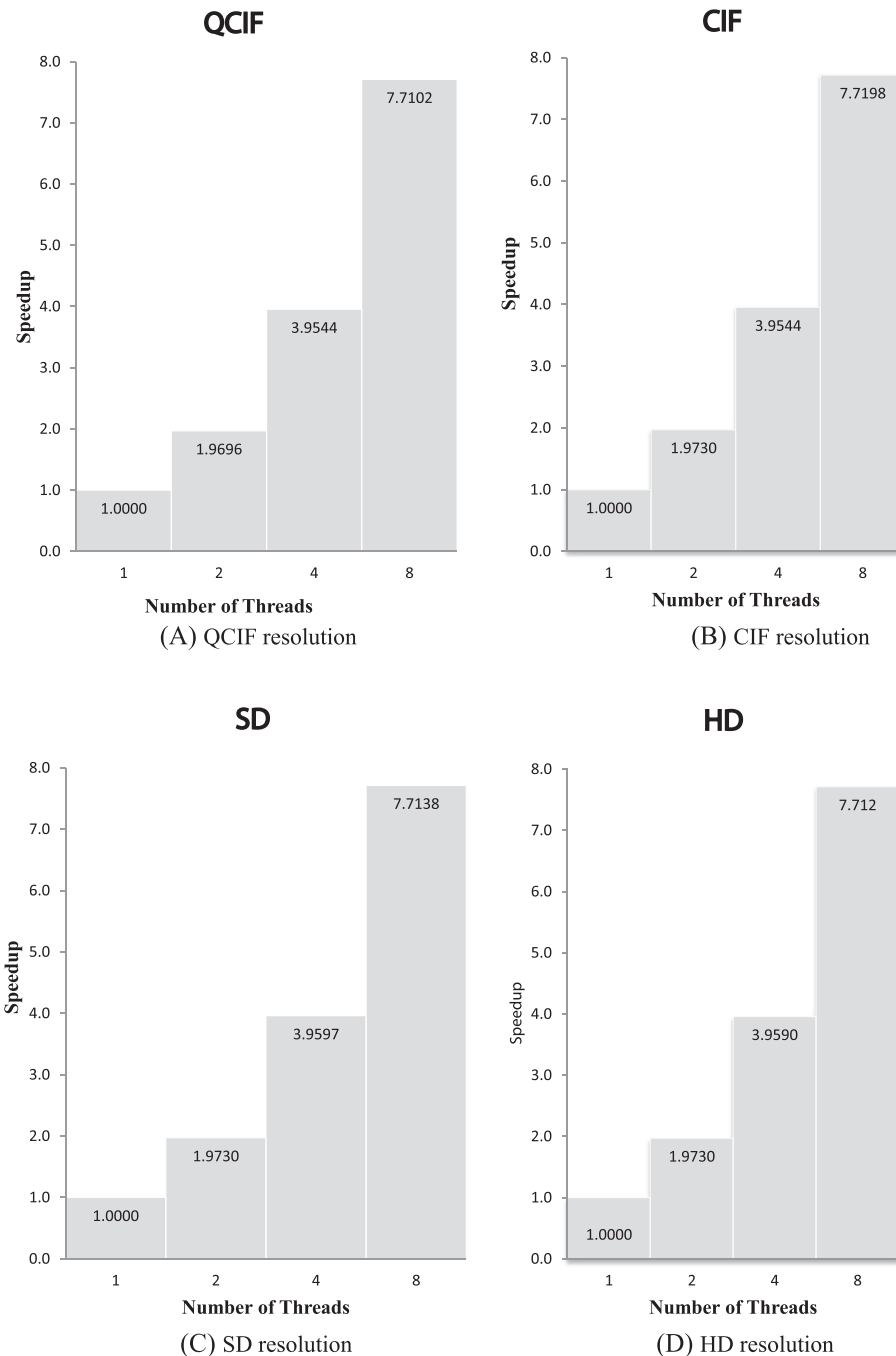 QCIF
8.0
7.0
6.0
5.0
4.0
3.0
2.0
1.0
0.0
Speedup
1.0000
1.9696
3.9544
7.7102
1 2 4 8
Number of Threads
(A) QCIF resolution
CIF
8.0
7.0
6.0
5.0
4.0
3.0
2.0
1.0
0.0
Speedup
1.0000
1.9730
3.9544
7.7198
1 2 4 8
Number of Threads
(B) CIF resolution
SD
8.0
7.0
6.0
5.0
4.0
3.0
2.0
1.0
0.0
Speedup
1.0000
1.9730
3.9597
7.7138
1 2 4 8
Number of Threads
(C) SD resolution
HD
8.0
7.0
6.0
5.0
4.0
3.0
2.0
1.0
0.0
Speedup
1.0000
1.9730
3.9590
7.712
1 2 4 8
Number of Threads
(D) HD resolution